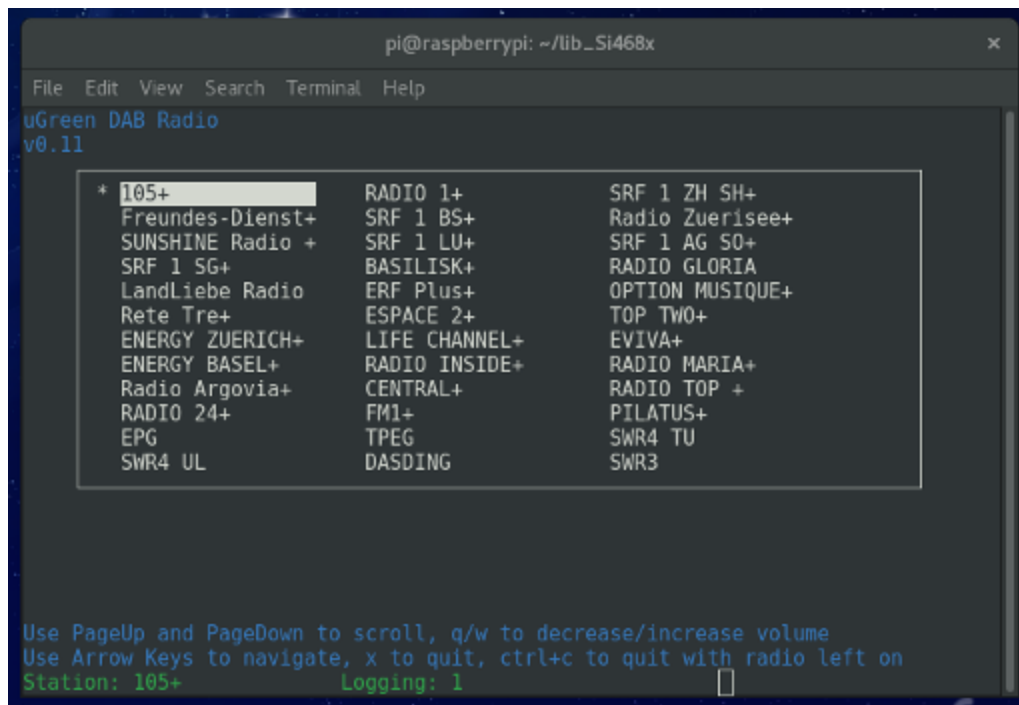 pi@raspberrypi: ~/lib_Si468x ×
File Edit View Search Terminal Help
uGreen DAB Radio
v0.11
* 105+ RADIO 1+ SRF 1 ZH SH+
Freundes-Dienst+ SRF 1 BS+ Radio Zuerisee+
SUNSHINE Radio + SRF 1 LU+ SRF 1 AG SO+
SRF 1 SG+ BASILISK+ RADIO GLORIA
LandLiebe Radio ERF Plus+ OPTION MUSIQUE+
Rete Tre+ ESPACE 2+ TOP TWO+
ENERGY ZUERICH+ LIFE CHANNEL+ EVIVA+
ENERGY BASEL+ RADIO INSIDE+ RADIO MARIA+
Radio Argovia+ CENTRAL+ RADIO TOP +
RADIO 24+ FM1+ PILATUS+
EPG TPEG SWR4 TU
SWR4 UL DASDING SWR3
Use PageUp and PageDown to scroll, q/w to decrease/increase volume
Use Arrow Keys to navigate, x to quit, ctrl+c to quit with radio left on
Station: 105+ Logging: 1